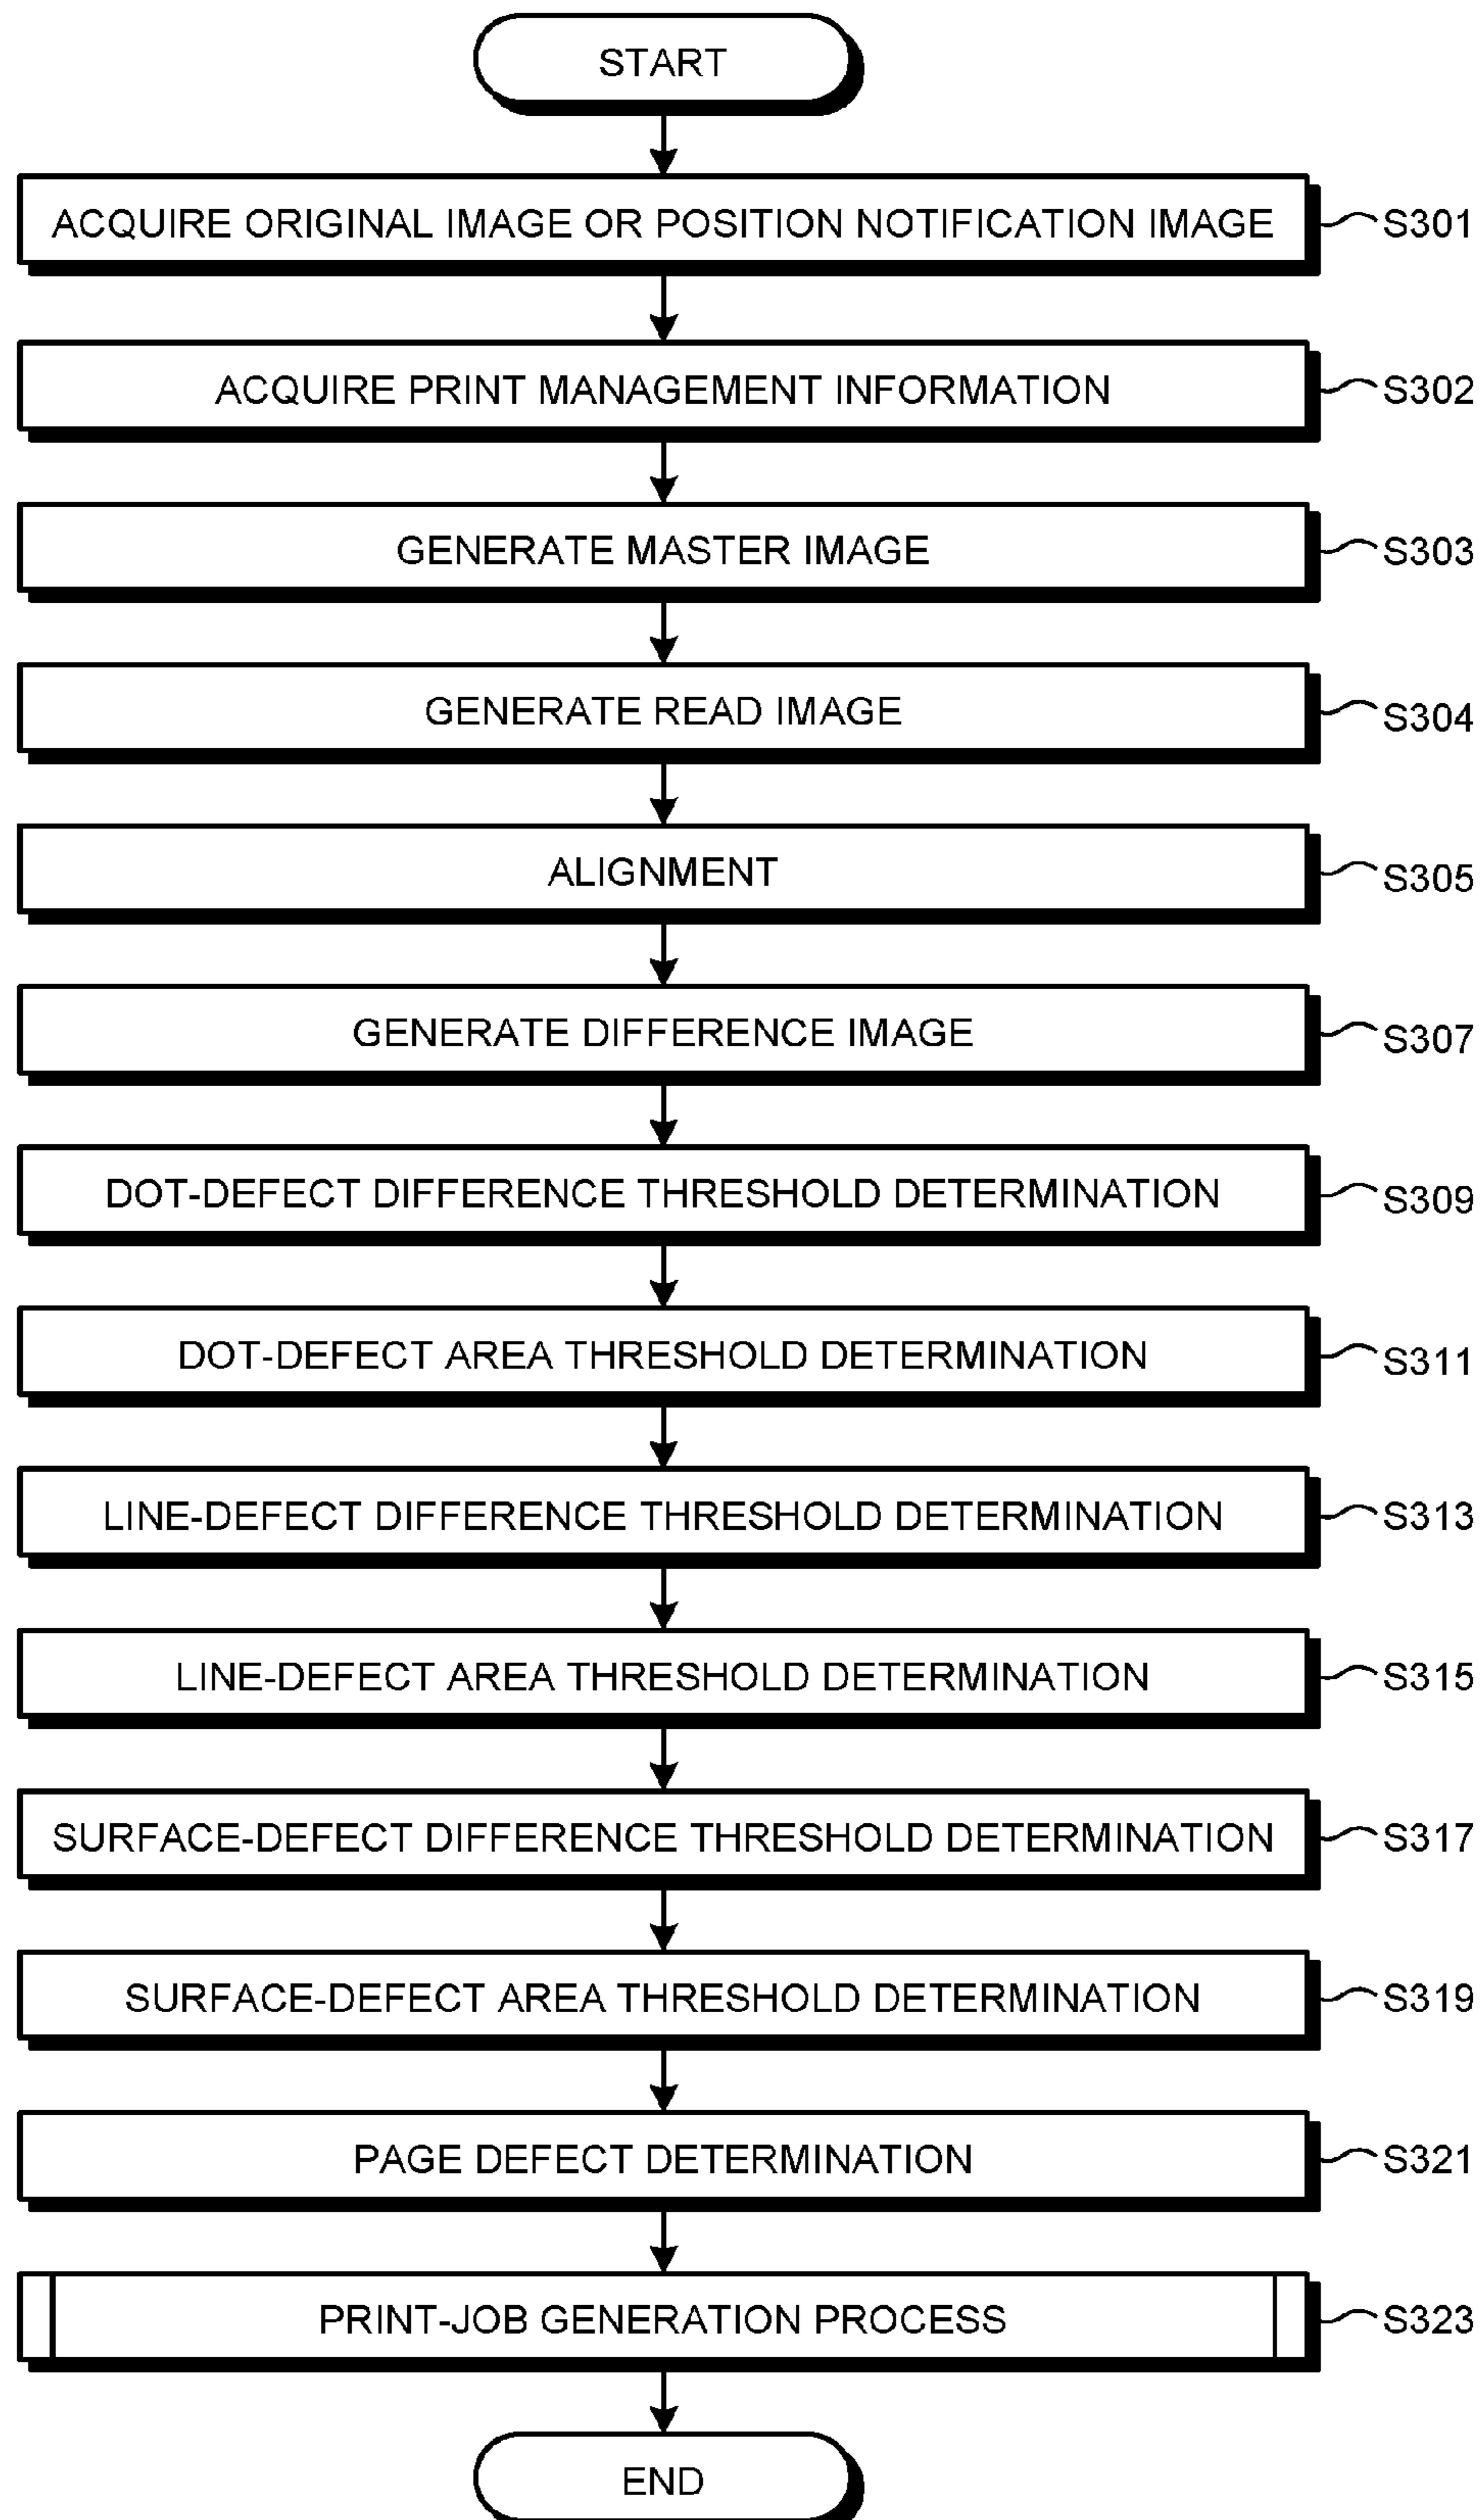 START
ACQUIRE ORIGINAL IMAGE OR POSITION NOTIFICATION IMAGE S301
ACQUIRE PRINT MANAGEMENT INFORMATION S302
GENERATE MASTER IMAGE S303
GENERATE READ IMAGE S304
ALIGNMENT S305
GENERATE DIFFERENCE IMAGE S307
DOT-DEFECT DIFFERENCE THRESHOLD DETERMINATION S309
DOT-DEFECT AREA THRESHOLD DETERMINATION S311
LINE-DEFECT DIFFERENCE THRESHOLD DETERMINATION S313
LINE-DEFECT AREA THRESHOLD DETERMINATION S315
SURFACE-DEFECT DIFFERENCE THRESHOLD DETERMINATION S317
SURFACE-DEFECT AREA THRESHOLD DETERMINATION S319
PAGE DEFECT DETERMINATION S321
PRINT-JOB GENERATION PROCESS S323
END